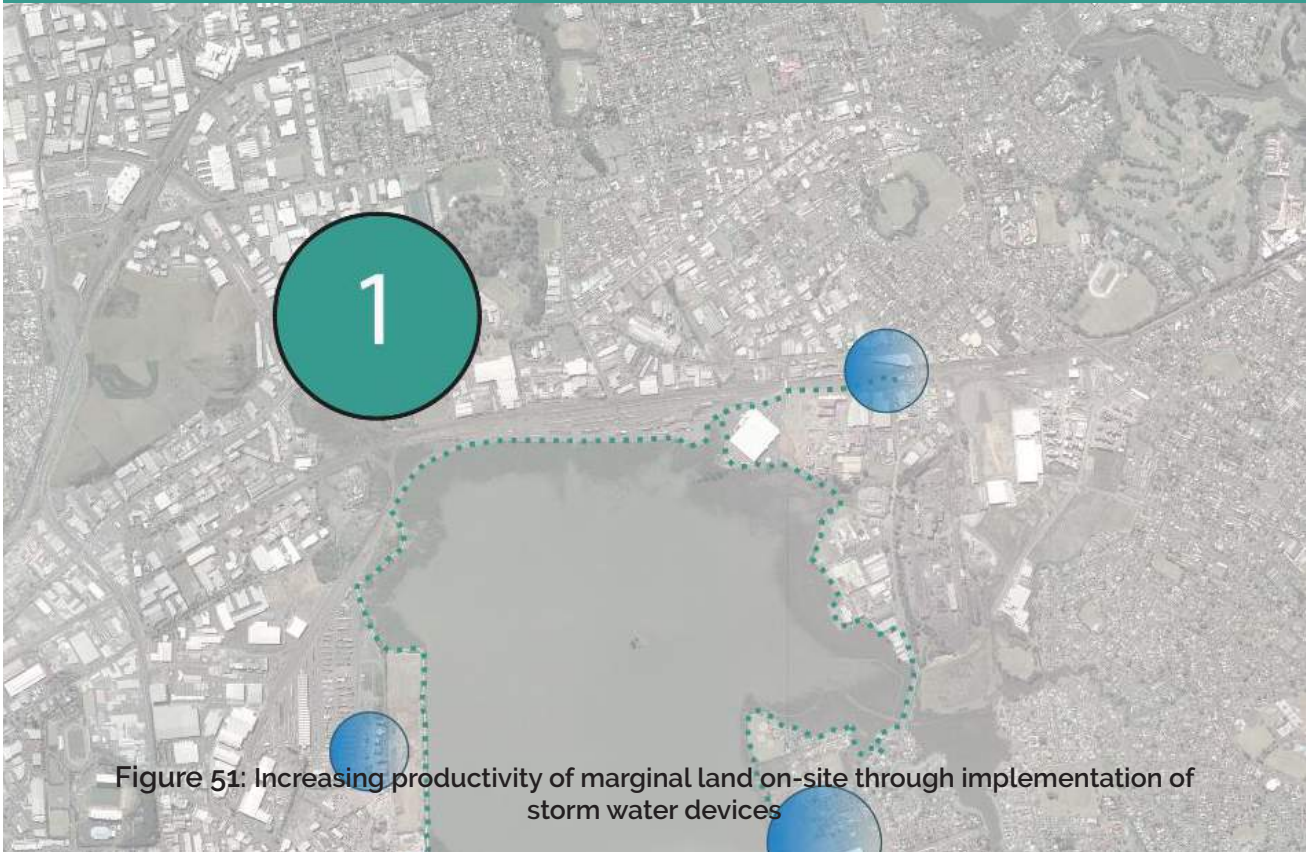 1
Figure 51: Increasing productivity of marginal land on-site through implementation of
storm water devices